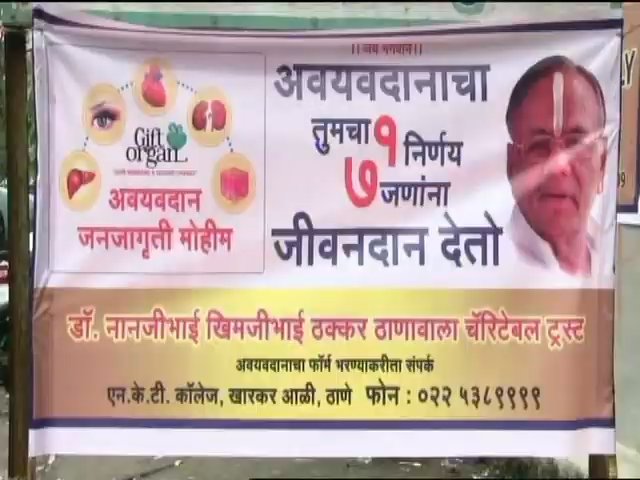 ।। जय भगवान।।
अवयवदानाचा
तुमचा १ निर्णय
७ जणांना
जीवनदान देतो
Gift
organ
अवयवदान
जनजागृती मोहीम
डॉ. नानजीभाई खिमजीभाई ठक्कर ठाणावाला चॅरिटेबल ट्रस्ट
अवयवदानाचा फॉर्म भरण्याकरीता संपर्क
एन.के.टी. कॉलेज, खारकर आळी, ठाणे फोन : ०२२ ५३८९९९९